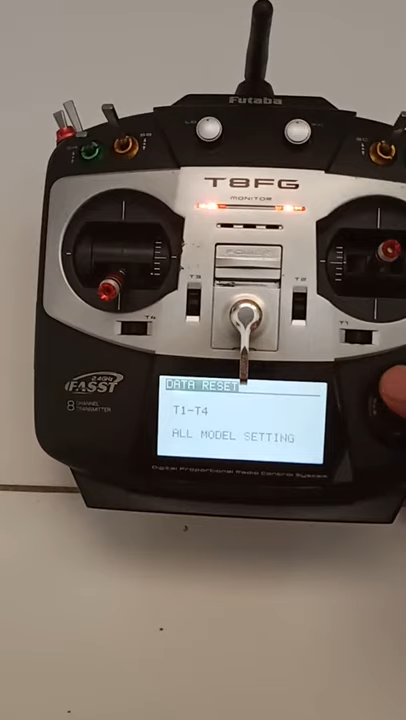 Futaba
T8FG
MONITOR
POWER
T3
T2
T4
T1
2.4GHz
FASST
8 CHANNEL
TRANSMITTER
DATA RESET
T1-T4
ALL MODEL SETTING
Digital Proportional Radio Control System